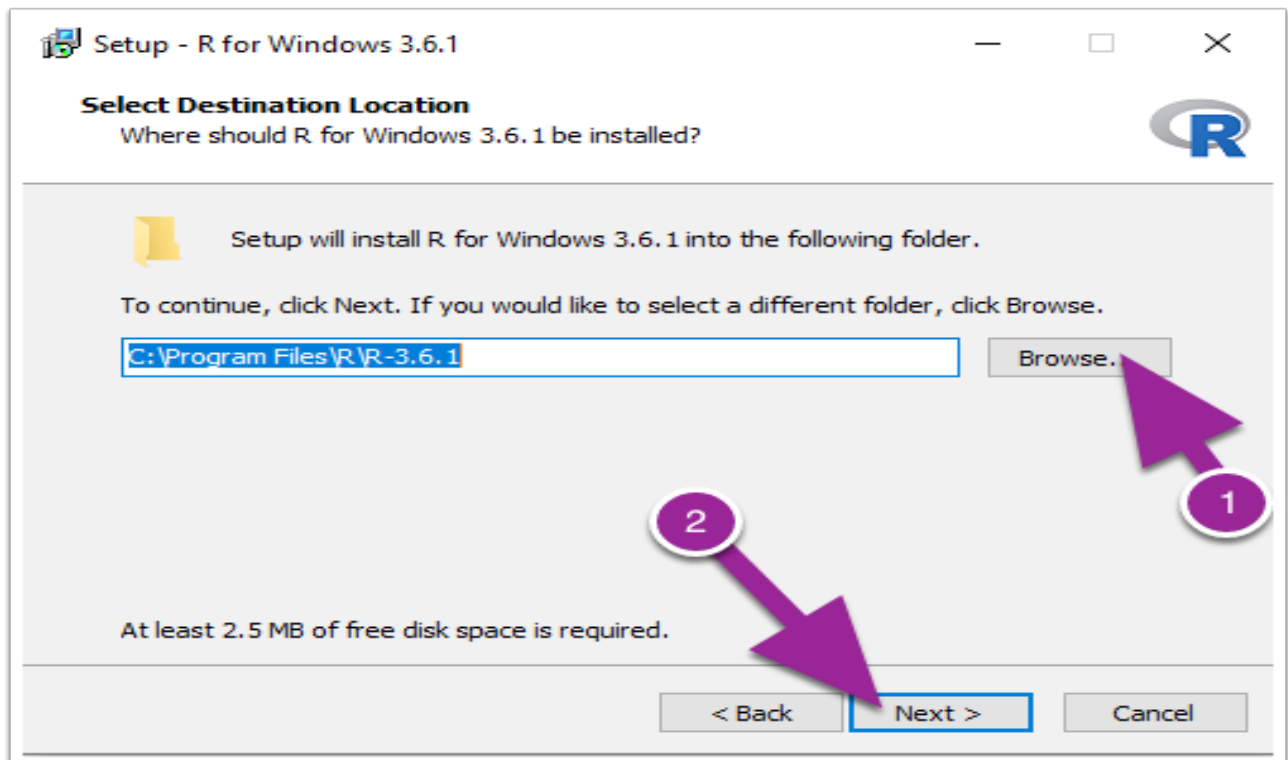 Setup - R for Windows 3.6.1
Select Destination Location
Where should R for Windows 3.6.1 be installed?
R
Setup will install R for Windows 3.6.1 into the following folder.
To continue, click Next. If you would like to select a different folder, click Browse.
C:\Program Files\R\R-3.6.1
Browse...
1
2
At least 2.5 MB of free disk space is required.
< Back Next > Cancel